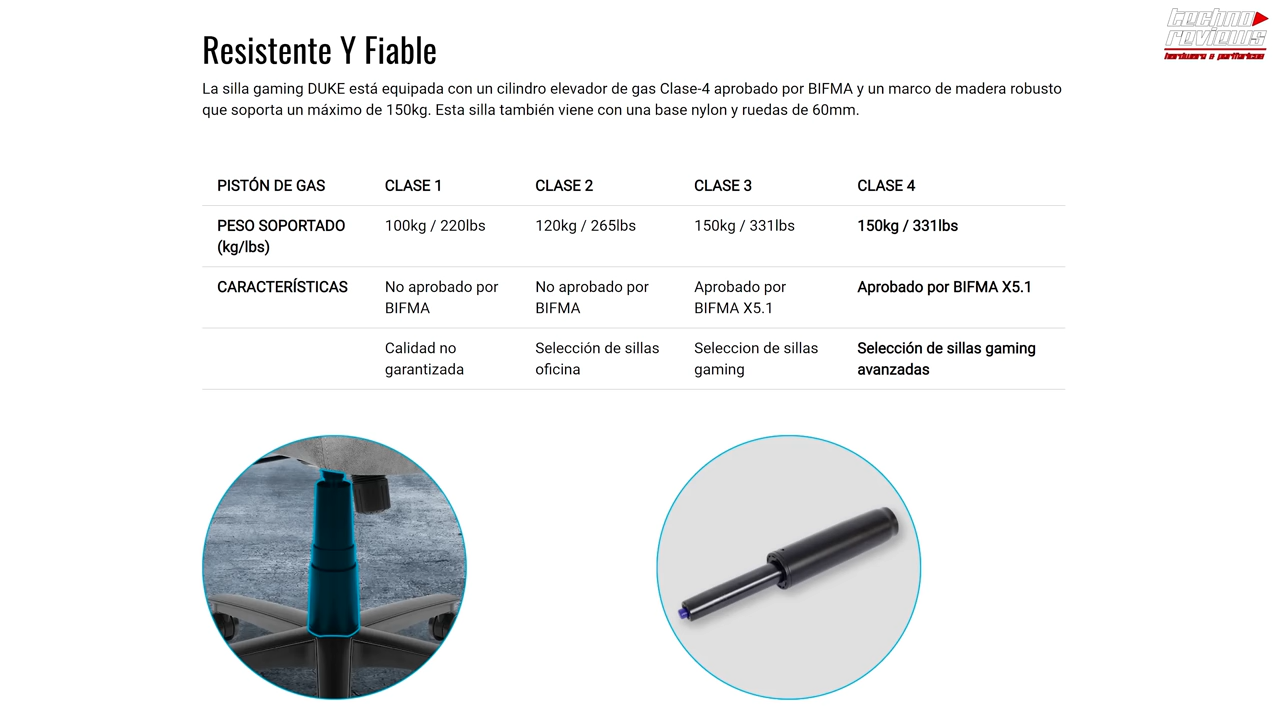 techno
reviews
hardware & perifericos
Resistente Y Fiable
La silla gaming DUKE está equipada con un cilindro elevador de gas Clase-4 aprobado por BIFMA y un marco de madera robusto
que soporta un máximo de 150kg. Esta silla también viene con una base nylon y ruedas de 60mm.
PISTÓN DE GAS CLASE 1 CLASE 2 CLASE 3 CLASE 4
PESO SOPORTADO 100kg / 220lbs 120kg / 265lbs 150kg / 331lbs 150kg / 331lbs
(kg/lbs)
CARACTERÍSTICAS No aprobado por No aprobado por Aprobado por Aprobado por BIFMA X5.1
BIFMA BIFMA BIFMA X5.1
Calidad no Selección de sillas Seleccion de sillas Selección de sillas gaming
garantizada oficina gaming avanzadas